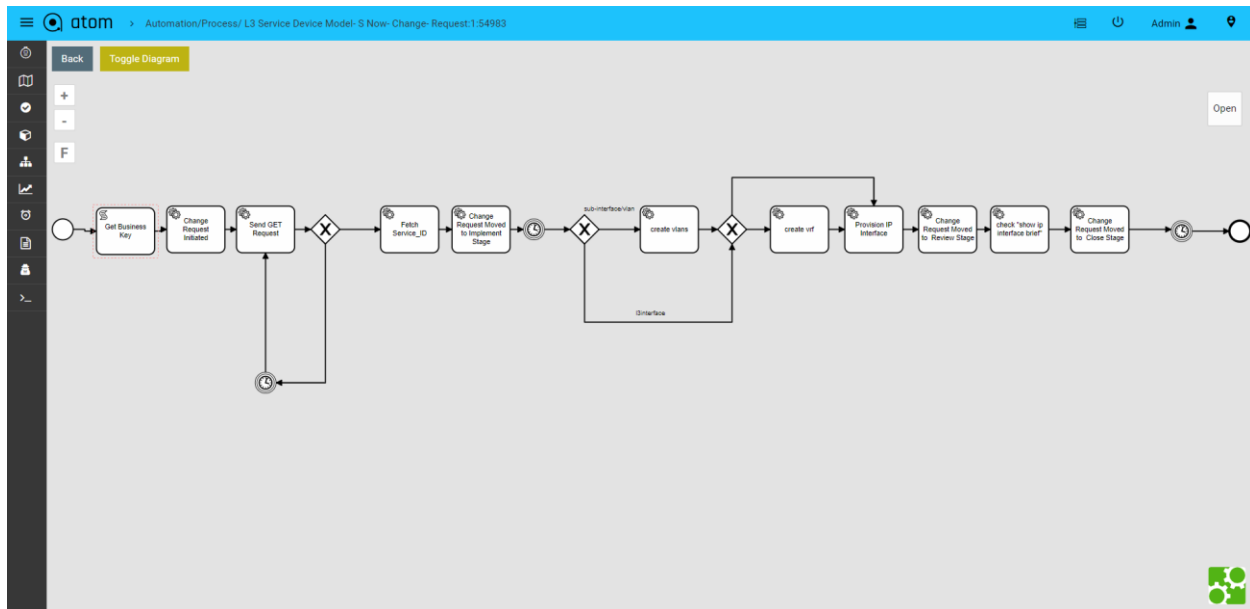 atom > Automation/Process/ L3 Service Device Model- S Now- Change- Request:1:54983
Admin
Back
Toggle Diagram
+
-
F
Open
Get Business
Key
Change
Request
Initiated
Send GET
Request
Fetch
Service_ID
Change
Request Moved
to Implement
Stage
sub-interface/vlan
create vlans
l3interface
create vrf
Provision IP
Interface
Change
Request Moved
to Review Stage
check "show ip
interface brief"
Change
Request Moved
to Close Stage